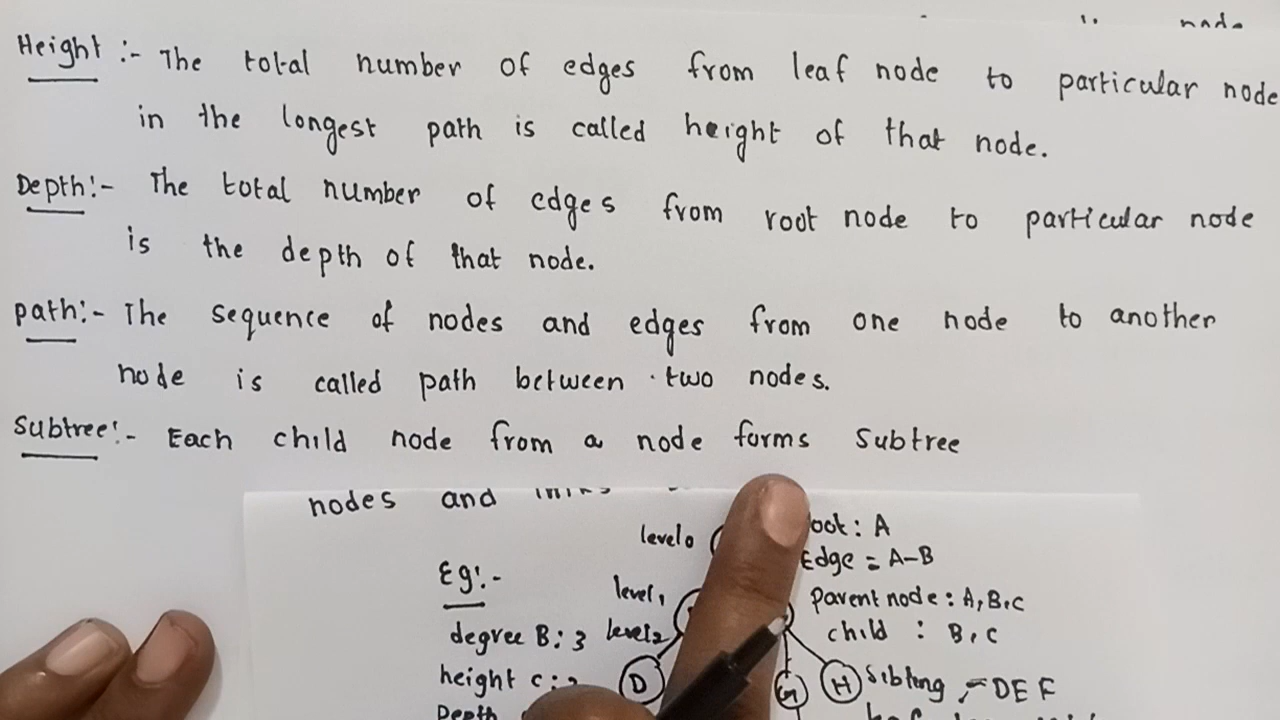 node
Height :- The total number of edges from leaf node to particular node
in the longest path is called height of that node.
Depth:- The total number of edges from root node to particular node
is the depth of that node.
path:- The sequence of nodes and edges from one node to another
node is called path between two nodes.
Subtree:- Each child node from a node forms Subtree
nodes and links
level0 oot: A
Eg:- Edge = A-B
level1 parent node: A,B,C
degree B: 3 level2 child : B,C
height C: D G H Sibling - DEF
Depth